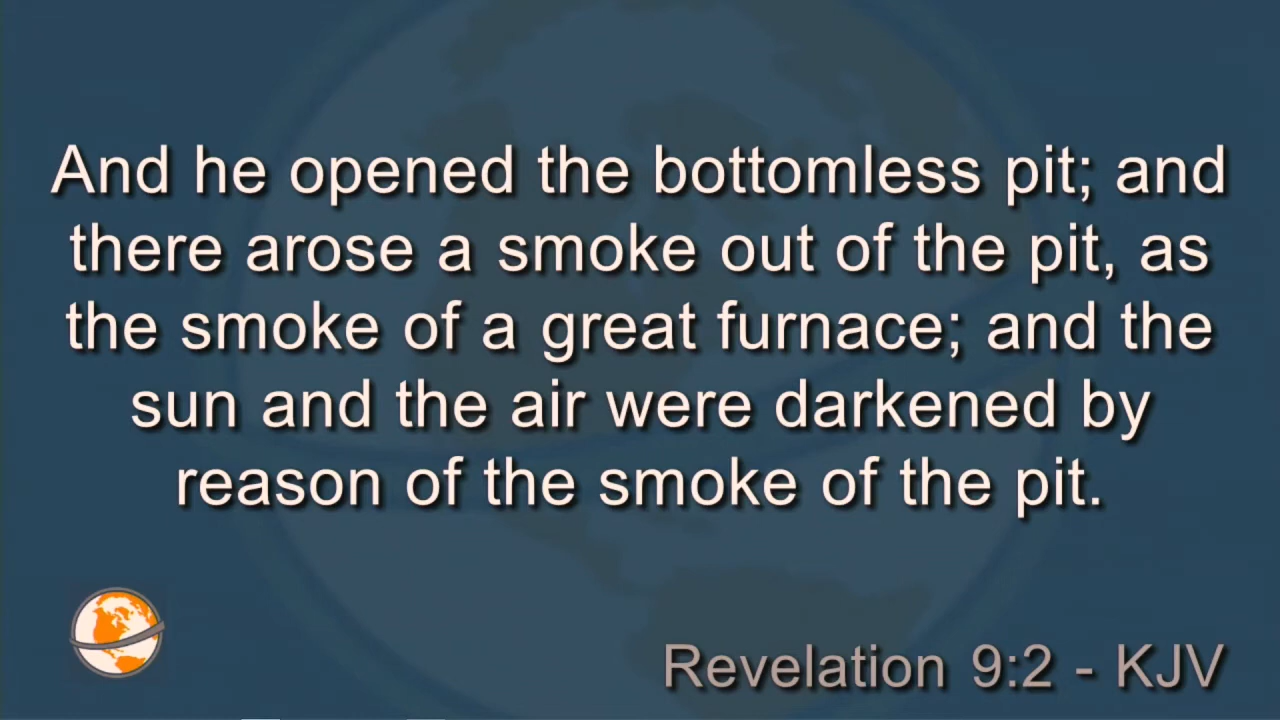 And he opened the bottomless pit; and
there arose a smoke out of the pit, as
the smoke of a great furnace; and the
sun and the air were darkened by
reason of the smoke of the pit.
Revelation 9:2 - KJV